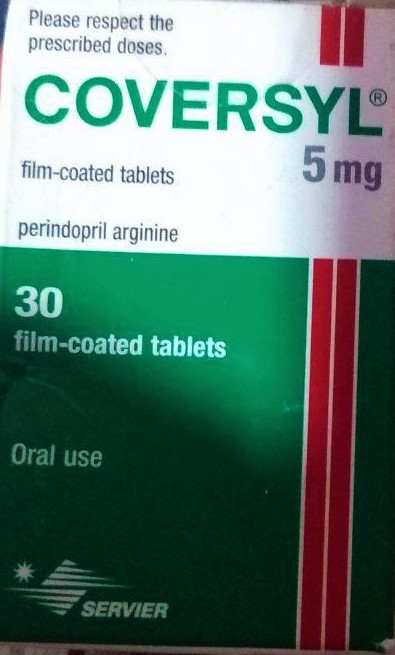 Please respect the
prescribed doses.
COVERSYL®
5 mg
film-coated tablets
perindopril arginine
30
film-coated tablets
Oral use
SERVIER